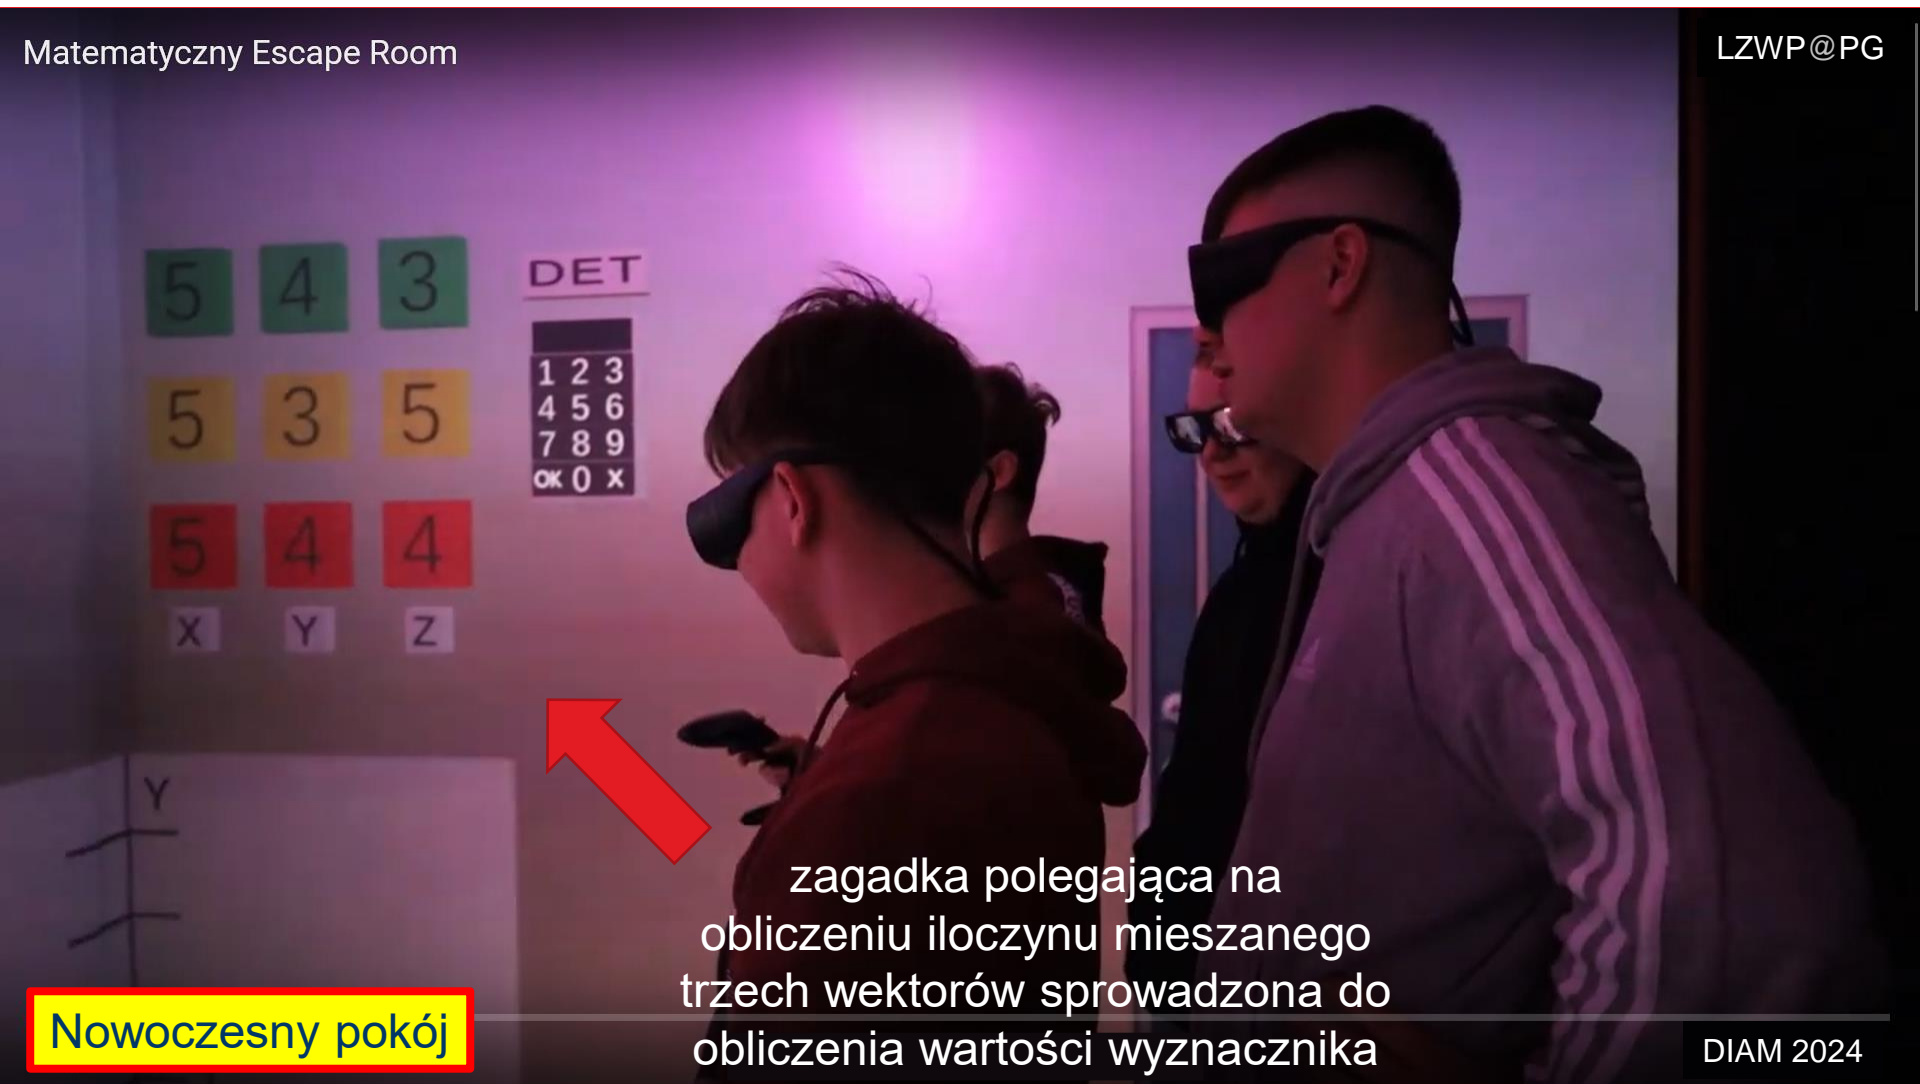 Matematyczny Escape Room
LZWP@PG
5 4 3
DET
5 3 5
1 2 3
4 5 6
7 8 9
OK 0 X
5 4 4
X Y Z
Y
zagadka polegająca na
obliczeniu iloczynu mieszanego
trzech wektorów sprowadzona do
obliczenia wartości wyznacznika
Nowoczesny pokój
DIAM 2024